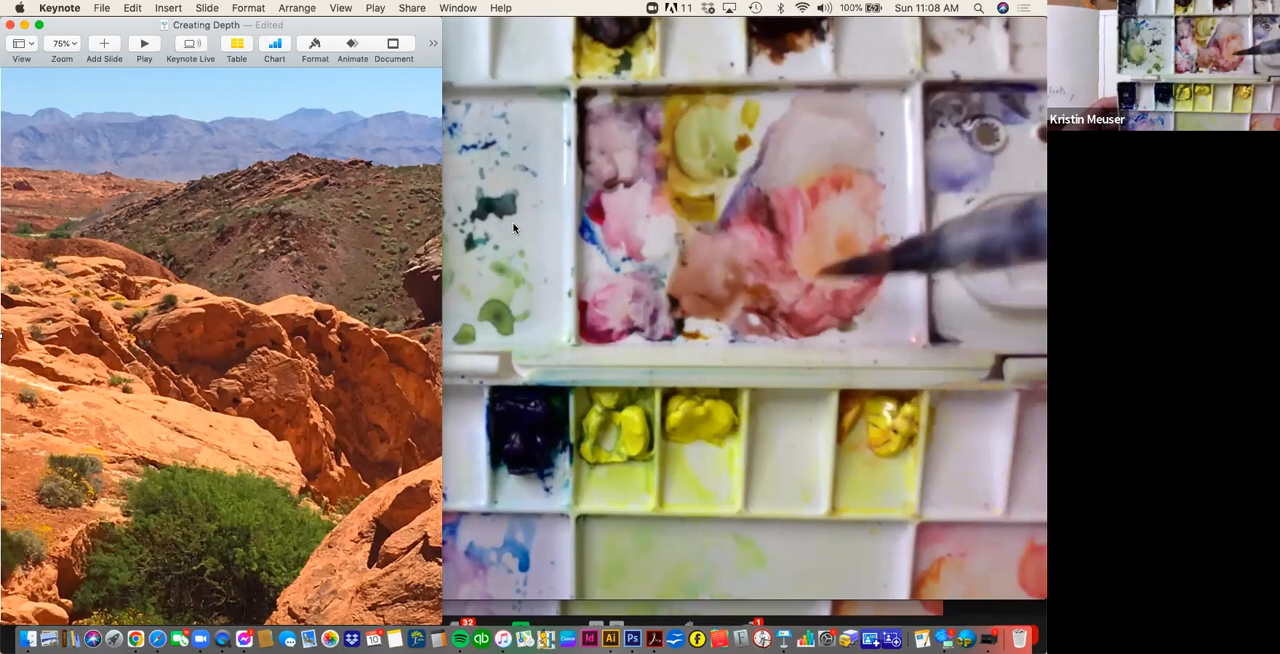 Keynote File Edit Insert Slide Format Arrange View Play Share Window Help
11 100% Sun 11:08 AM
Creating Depth — Edited
75%
View Zoom Add Slide Play Keynote Live Table Chart Format Animate Document
Kristin Meuser
32
1